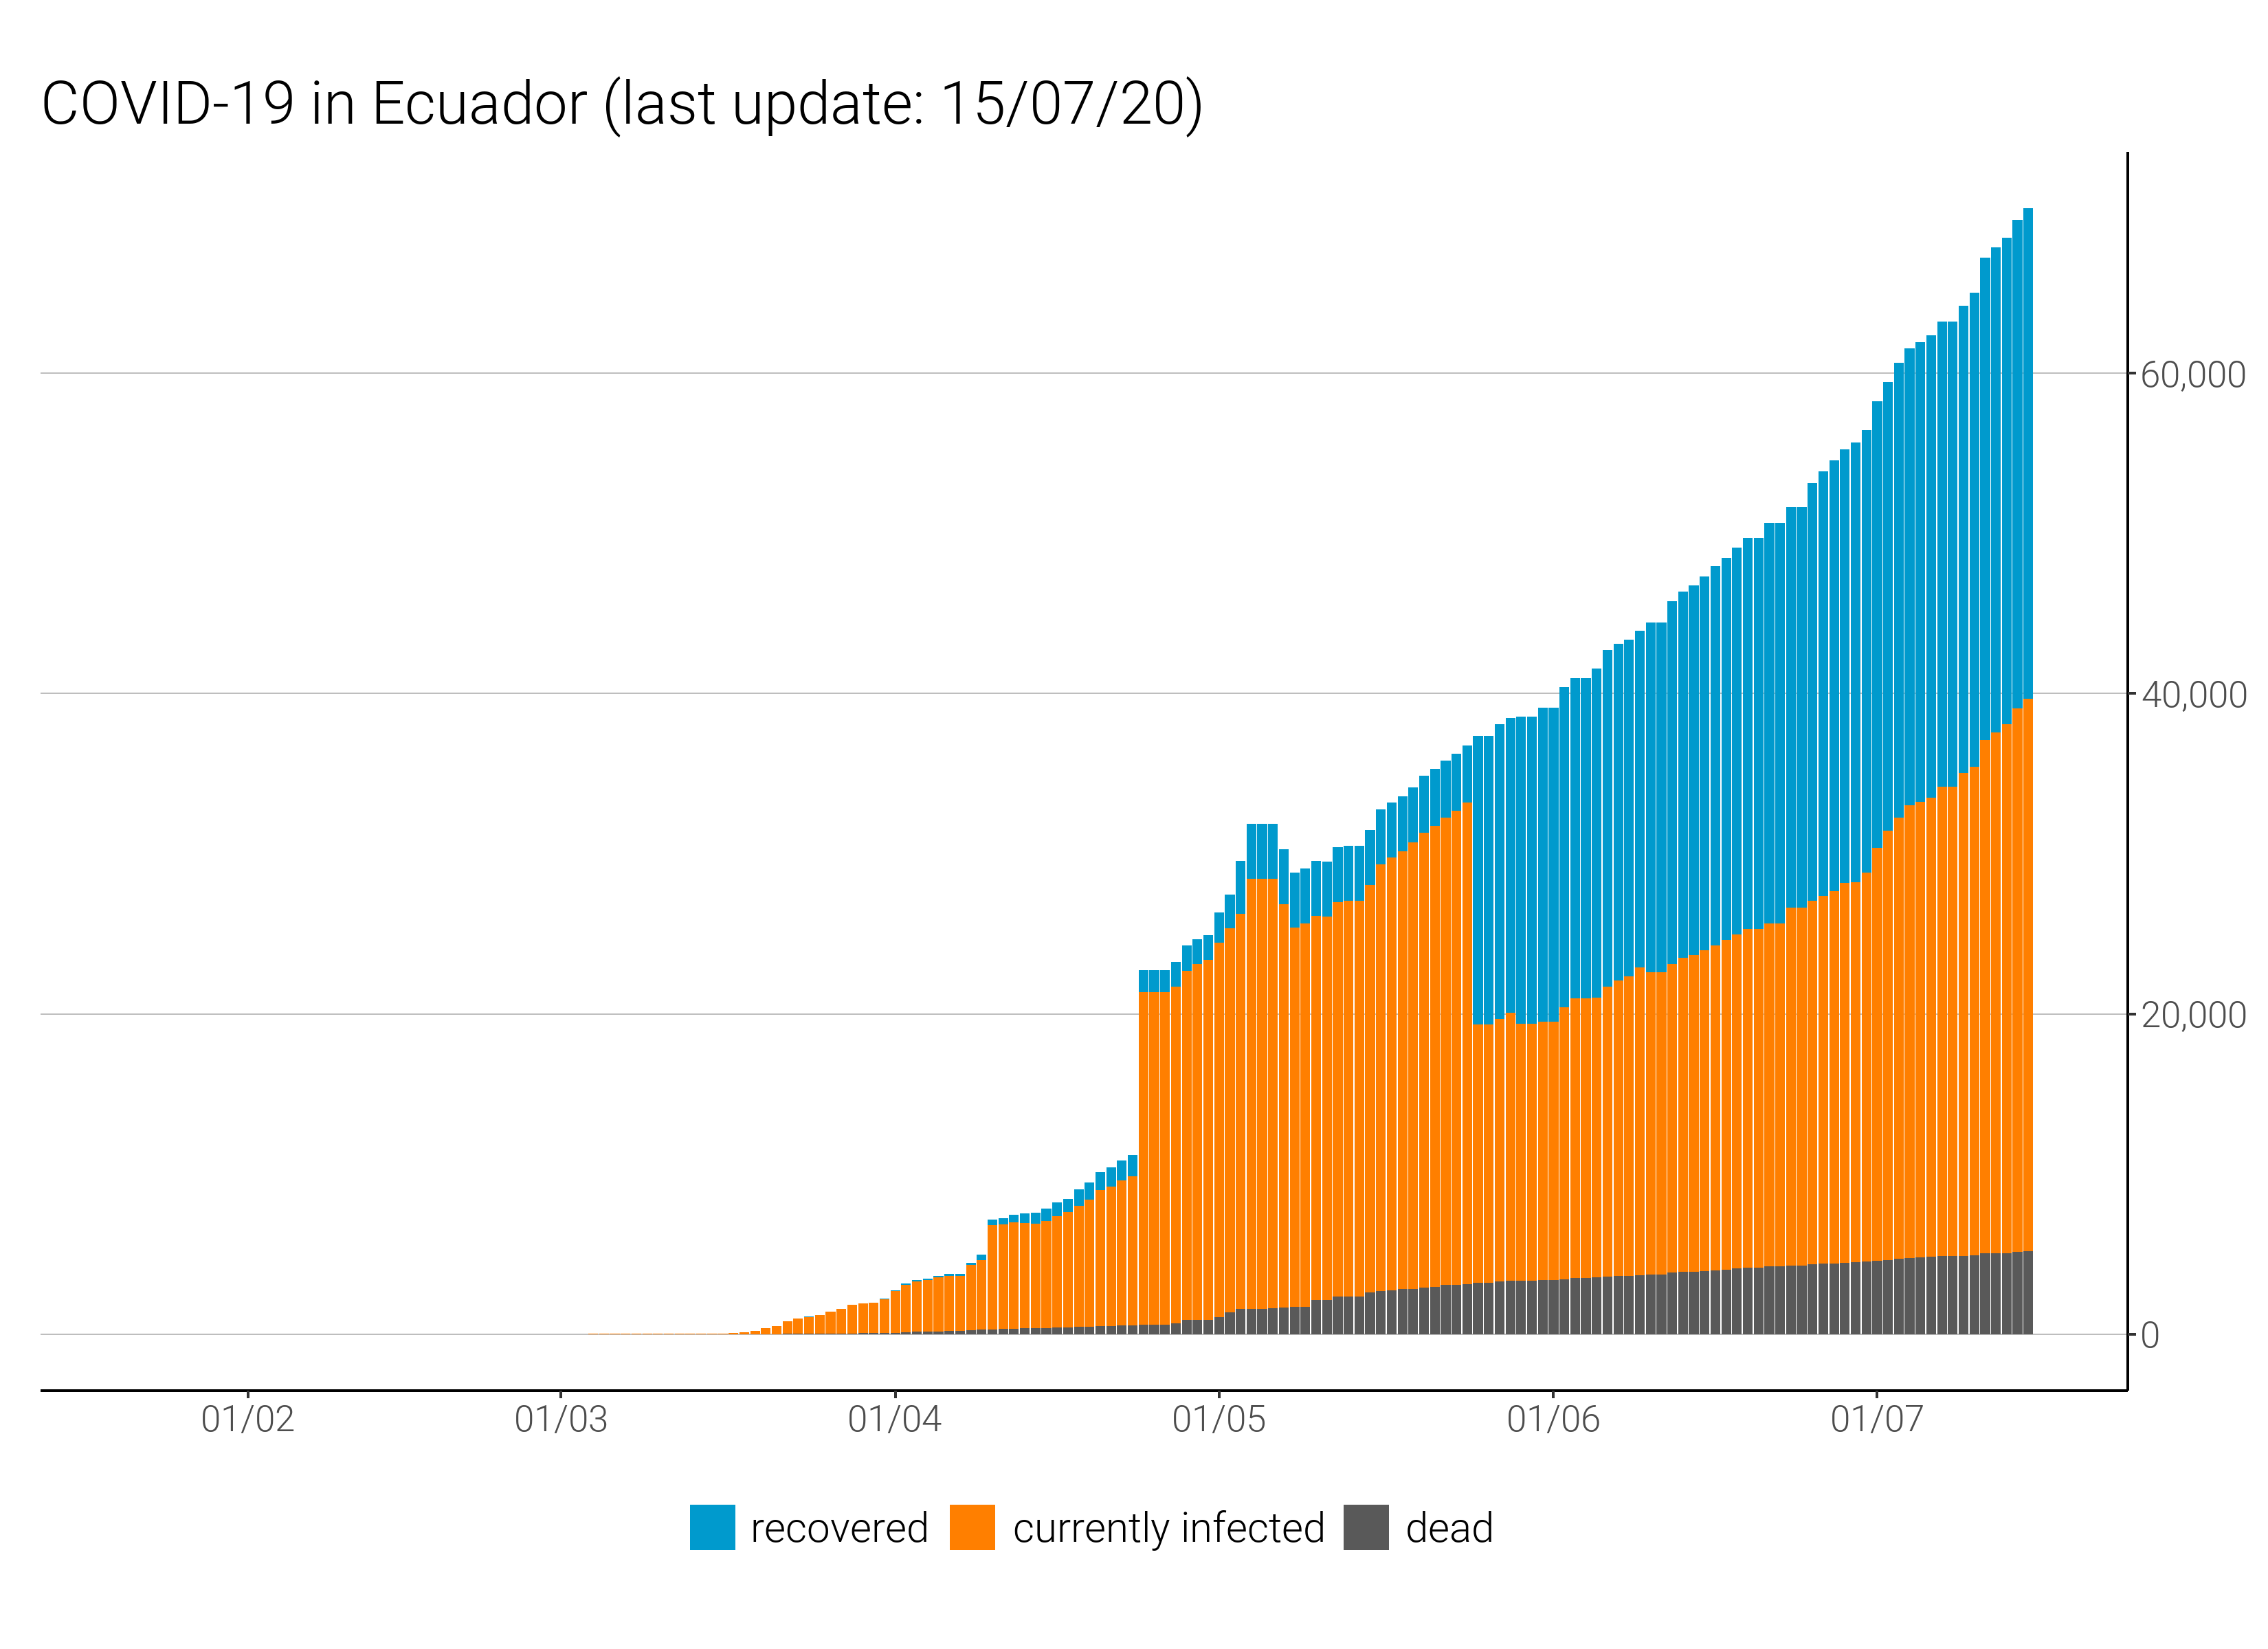 COVID-19 in Ecuador (last update: 15/07/20)
60,000
40,000
20,000
0
01/02 01/03 01/04 01/05 01/06 01/07
recovered currently infected dead